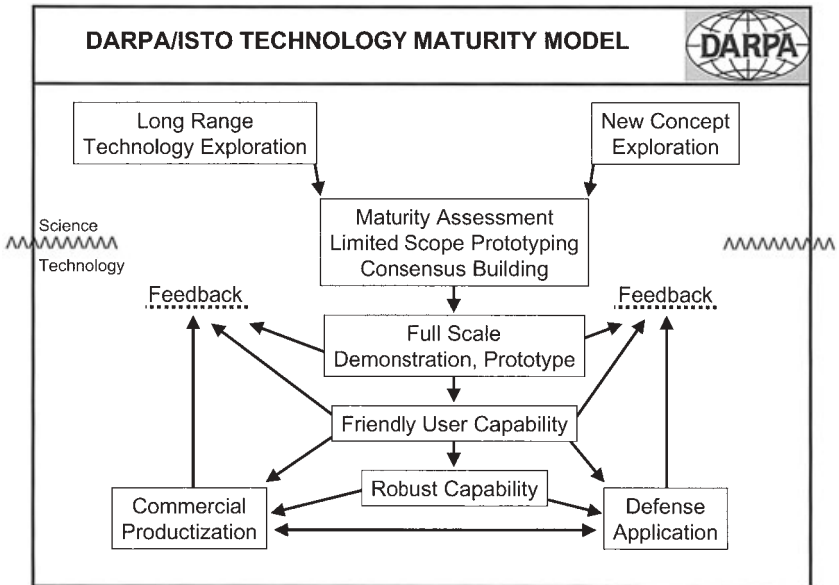 DARPA/ISTO TECHNOLOGY MATURITY MODEL
DARPA
Long Range
Technology Exploration
New Concept
Exploration
Maturity Assessment
Limited Scope Prototyping
Consensus Building
Science
Technology
Feedback
Feedback
Full Scale
Demonstration, Prototype
Friendly User Capability
Robust Capability
Commercial
Productization
Defense
Application